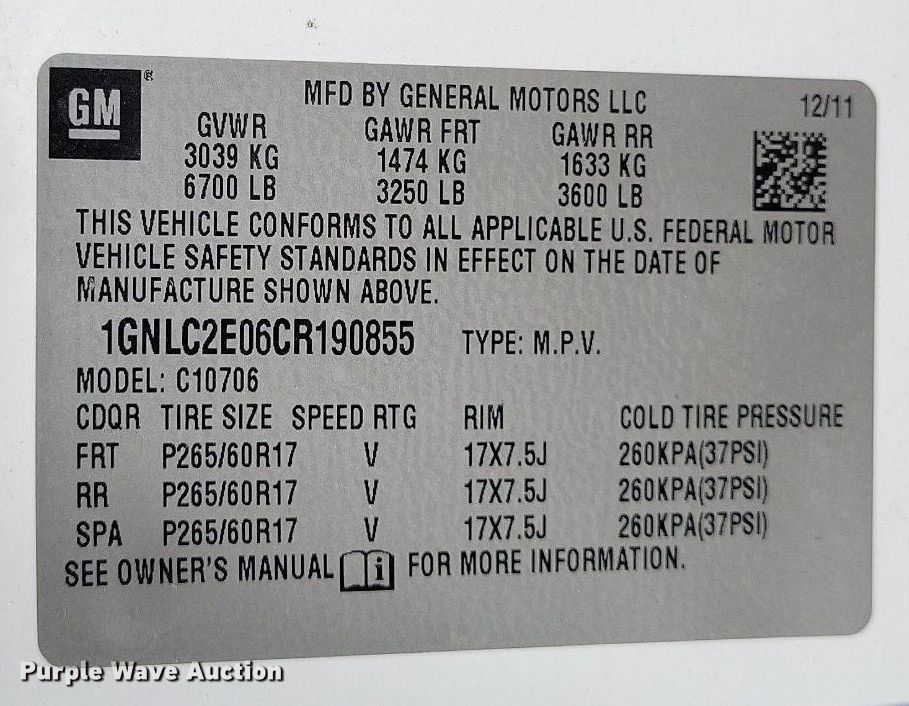 GM ®
MFD BY GENERAL MOTORS LLC 12/11
GVWR GAWR FRT GAWR RR
3039 KG 1474 KG 1633 KG
6700 LB 3250 LB 3600 LB
THIS VEHICLE CONFORMS TO ALL APPLICABLE U.S. FEDERAL MOTOR
VEHICLE SAFETY STANDARDS IN EFFECT ON THE DATE OF
MANUFACTURE SHOWN ABOVE.
1GNLC2E06CR190855 TYPE: M.P.V.
MODEL: C10706
CDQR TIRE SIZE SPEED RTG RIM COLD TIRE PRESSURE
FRT P265/60R17 V 17X7.5J 260KPA(37PSI)
RR P265/60R17 V 17X7.5J 260KPA(37PSI)
SPA P265/60R17 V 17X7.5J 260KPA(37PSI)
SEE OWNER'S MANUAL i FOR MORE INFORMATION.
Purple Wave Auction